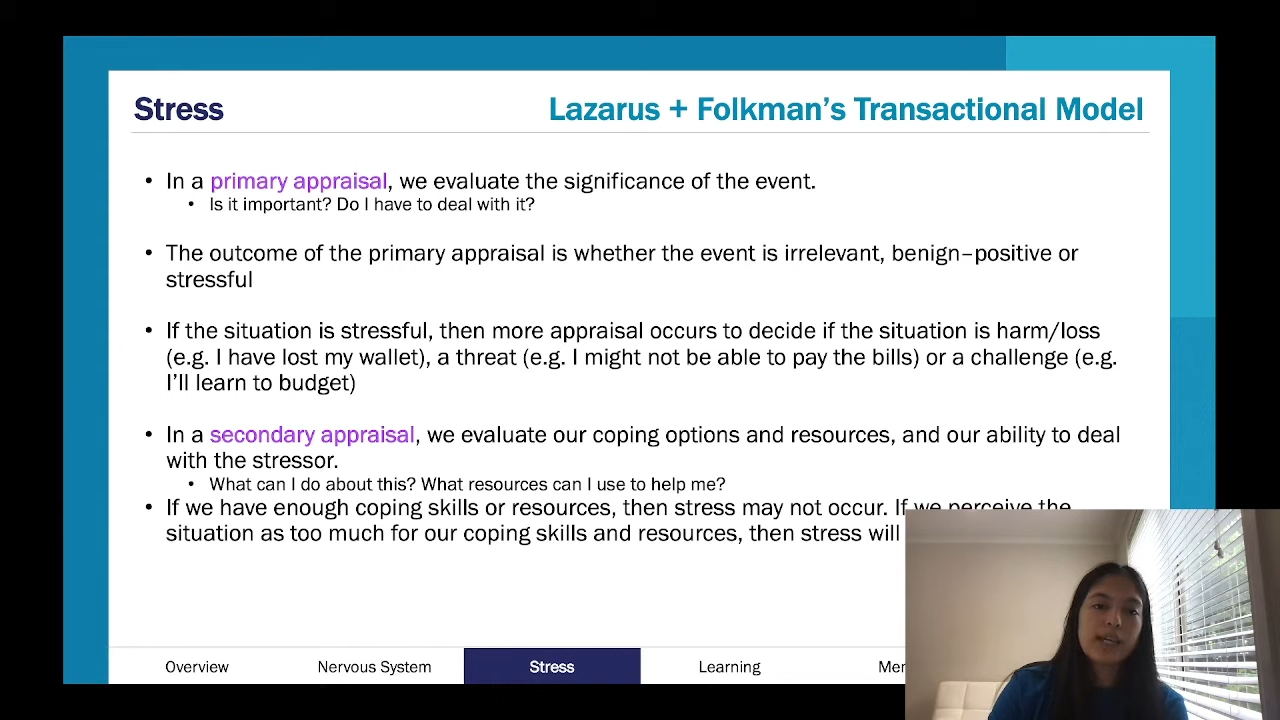 Stress
Lazarus + Folkman's Transactional Model
• In a primary appraisal, we evaluate the significance of the event.
• Is it important? Do I have to deal with it?
• The outcome of the primary appraisal is whether the event is irrelevant, benign–positive or
stressful
• If the situation is stressful, then more appraisal occurs to decide if the situation is harm/loss
(e.g. I have lost my wallet), a threat (e.g. I might not be able to pay the bills) or a challenge (e.g.
I'll learn to budget)
• In a secondary appraisal, we evaluate our coping options and resources, and our ability to deal
with the stressor.
• What can I do about this? What resources can I use to help me?
• If we have enough coping skills or resources, then stress may not occur. If we perceive the
situation as too much for our coping skills and resources, then stress will
Overview
Nervous System
Stress
Learning